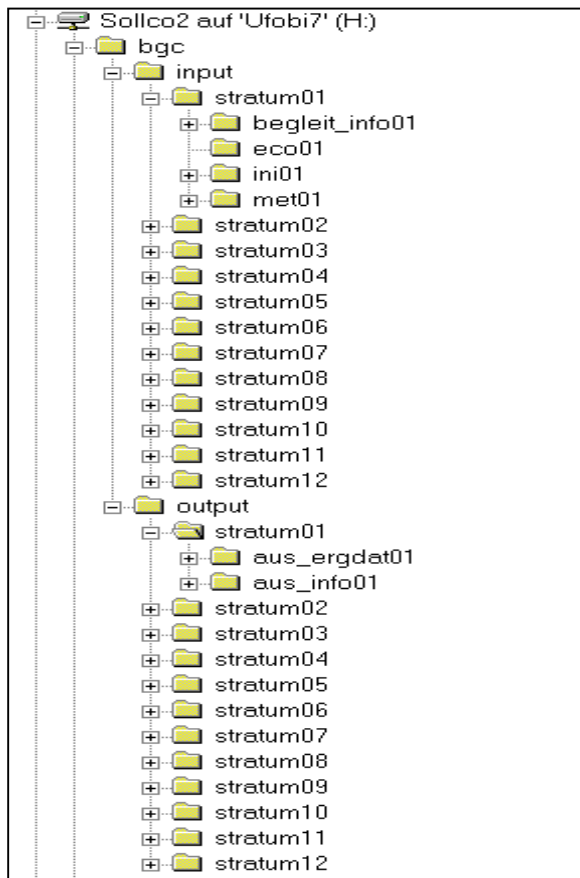 Sollco2 auf 'Ufobi7' (H:)
bgc
input
stratum01
begleit_info01
eco01
ini01
met01
stratum02
stratum03
stratum04
stratum05
stratum06
stratum07
stratum08
stratum09
stratum10
stratum11
stratum12
output
stratum01
aus_ergdat01
aus_info01
stratum02
stratum03
stratum04
stratum05
stratum06
stratum07
stratum08
stratum09
stratum10
stratum11
stratum12